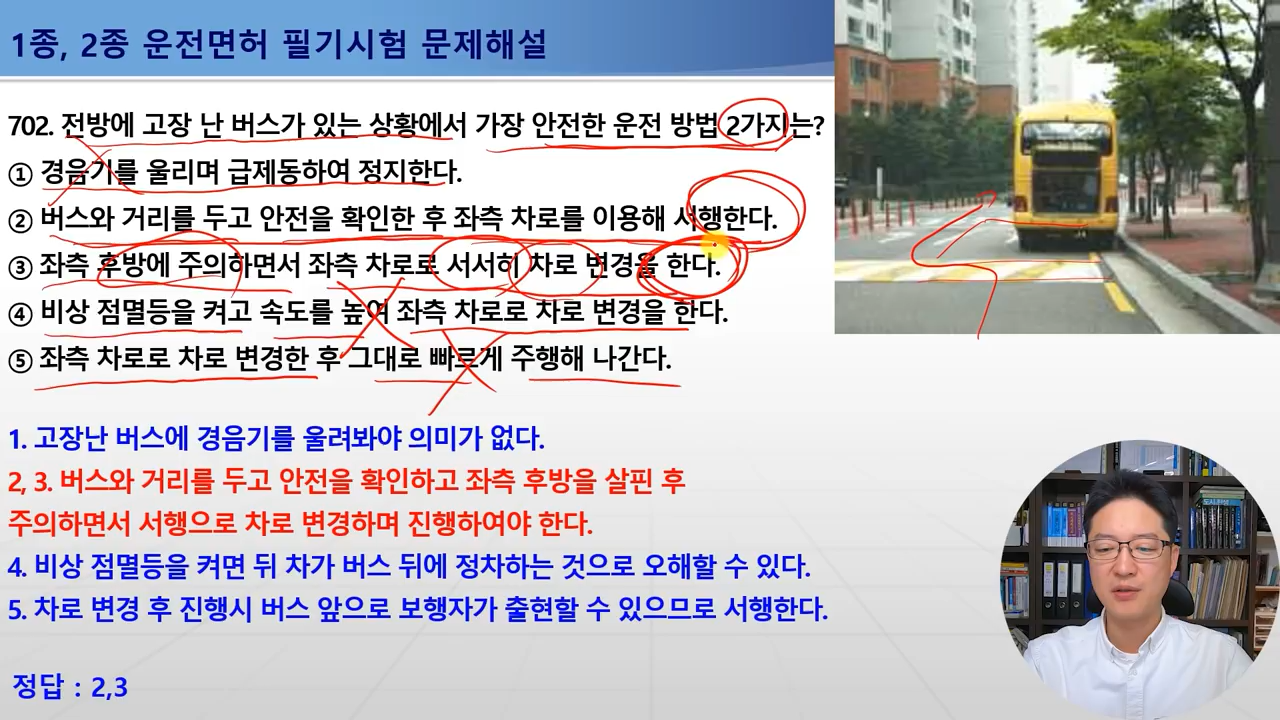 1종, 2종 운전면허 필기시험 문제해설
702. 전방에 고장 난 버스가 있는 상황에서 가장 안전한 운전 방법 2가지는?
① 경음기를 울리며 급제동하여 정지한다.
② 버스와 거리를 두고 안전을 확인한 후 좌측 차로를 이용해 서행한다.
③ 좌측 후방에 주의하면서 좌측 차로로 서서히 차로 변경을 한다.
④ 비상 점멸등을 켜고 속도를 높여 좌측 차로로 차로 변경을 한다.
⑤ 좌측 차로로 차로 변경한 후 그대로 빠르게 주행해 나간다.
1. 고장난 버스에 경음기를 울려봐야 의미가 없다.
2, 3. 버스와 거리를 두고 안전을 확인하고 좌측 후방을 살핀 후
주의하면서 서행으로 차로 변경하며 진행하여야 한다.
4. 비상 점멸등을 켜면 뒤 차가 버스 뒤에 정차하는 것으로 오해할 수 있다.
5. 차로 변경 후 진행시 버스 앞으로 보행자가 출현할 수 있으므로 서행한다.
정답 : 2,3